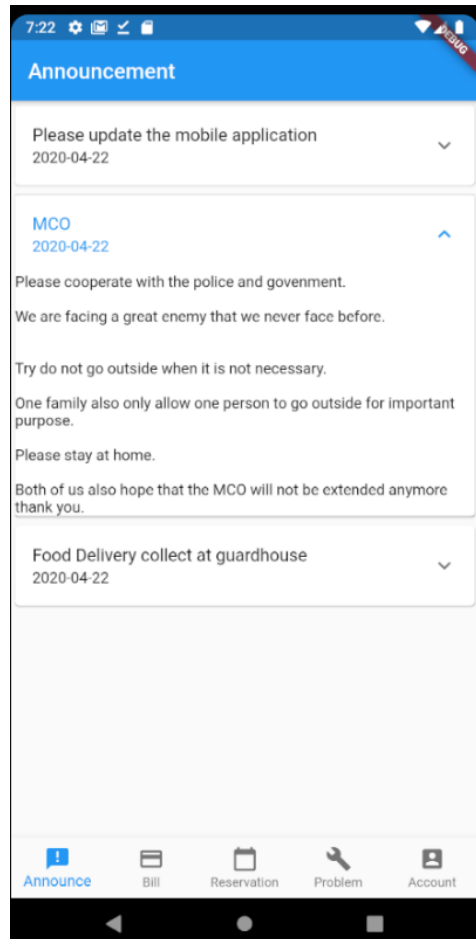 7:22
DEBUG
Announcement
Please update the mobile application
2020-04-22
MCO
2020-04-22
Please cooperate with the police and govenment.
We are facing a great enemy that we never face before.
Try do not go outside when it is not necessary.
One family also only allow one person to go outside for important
purpose.
Please stay at home.
Both of us also hope that the MCO will not be extended anymore
thank you.
Food Delivery collect at guardhouse
2020-04-22
Announce
Bill
Reservation
Problem
Account